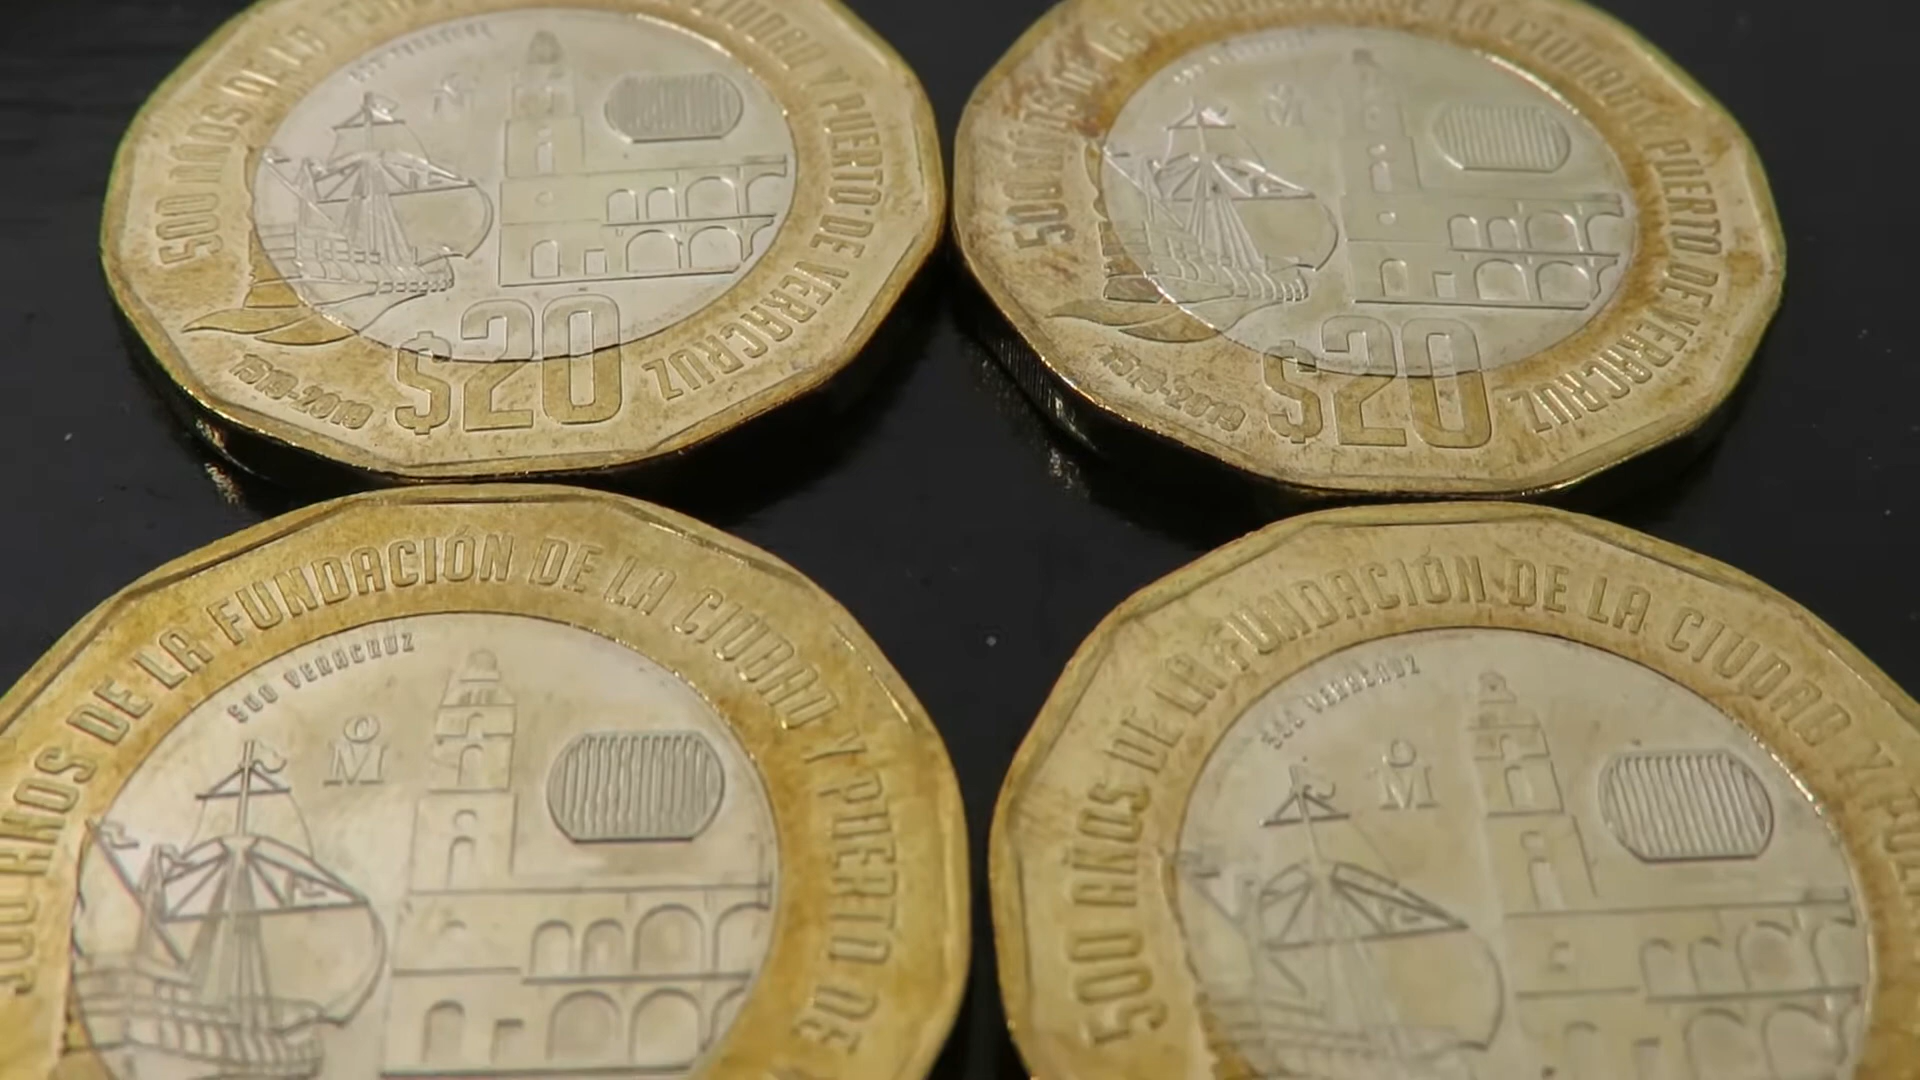 500 AÑOS DE LA FUNDACIÓN DE LA CIUDAD Y PUERTO DE VERACRUZ
500 VERACRUZ
M
$20
1519-2019
500 AÑOS DE LA FUNDACIÓN DE LA CIUDAD Y PUERTO DE VERACRUZ
500 VERACRUZ
M
$20
1519-2019
500 AÑOS DE LA FUNDACIÓN DE LA CIUDAD Y PUERTO DE
500 VERACRUZ
M
500 AÑOS DE LA FUNDACIÓN DE LA CIUDAD Y
500 VERACRUZ
M